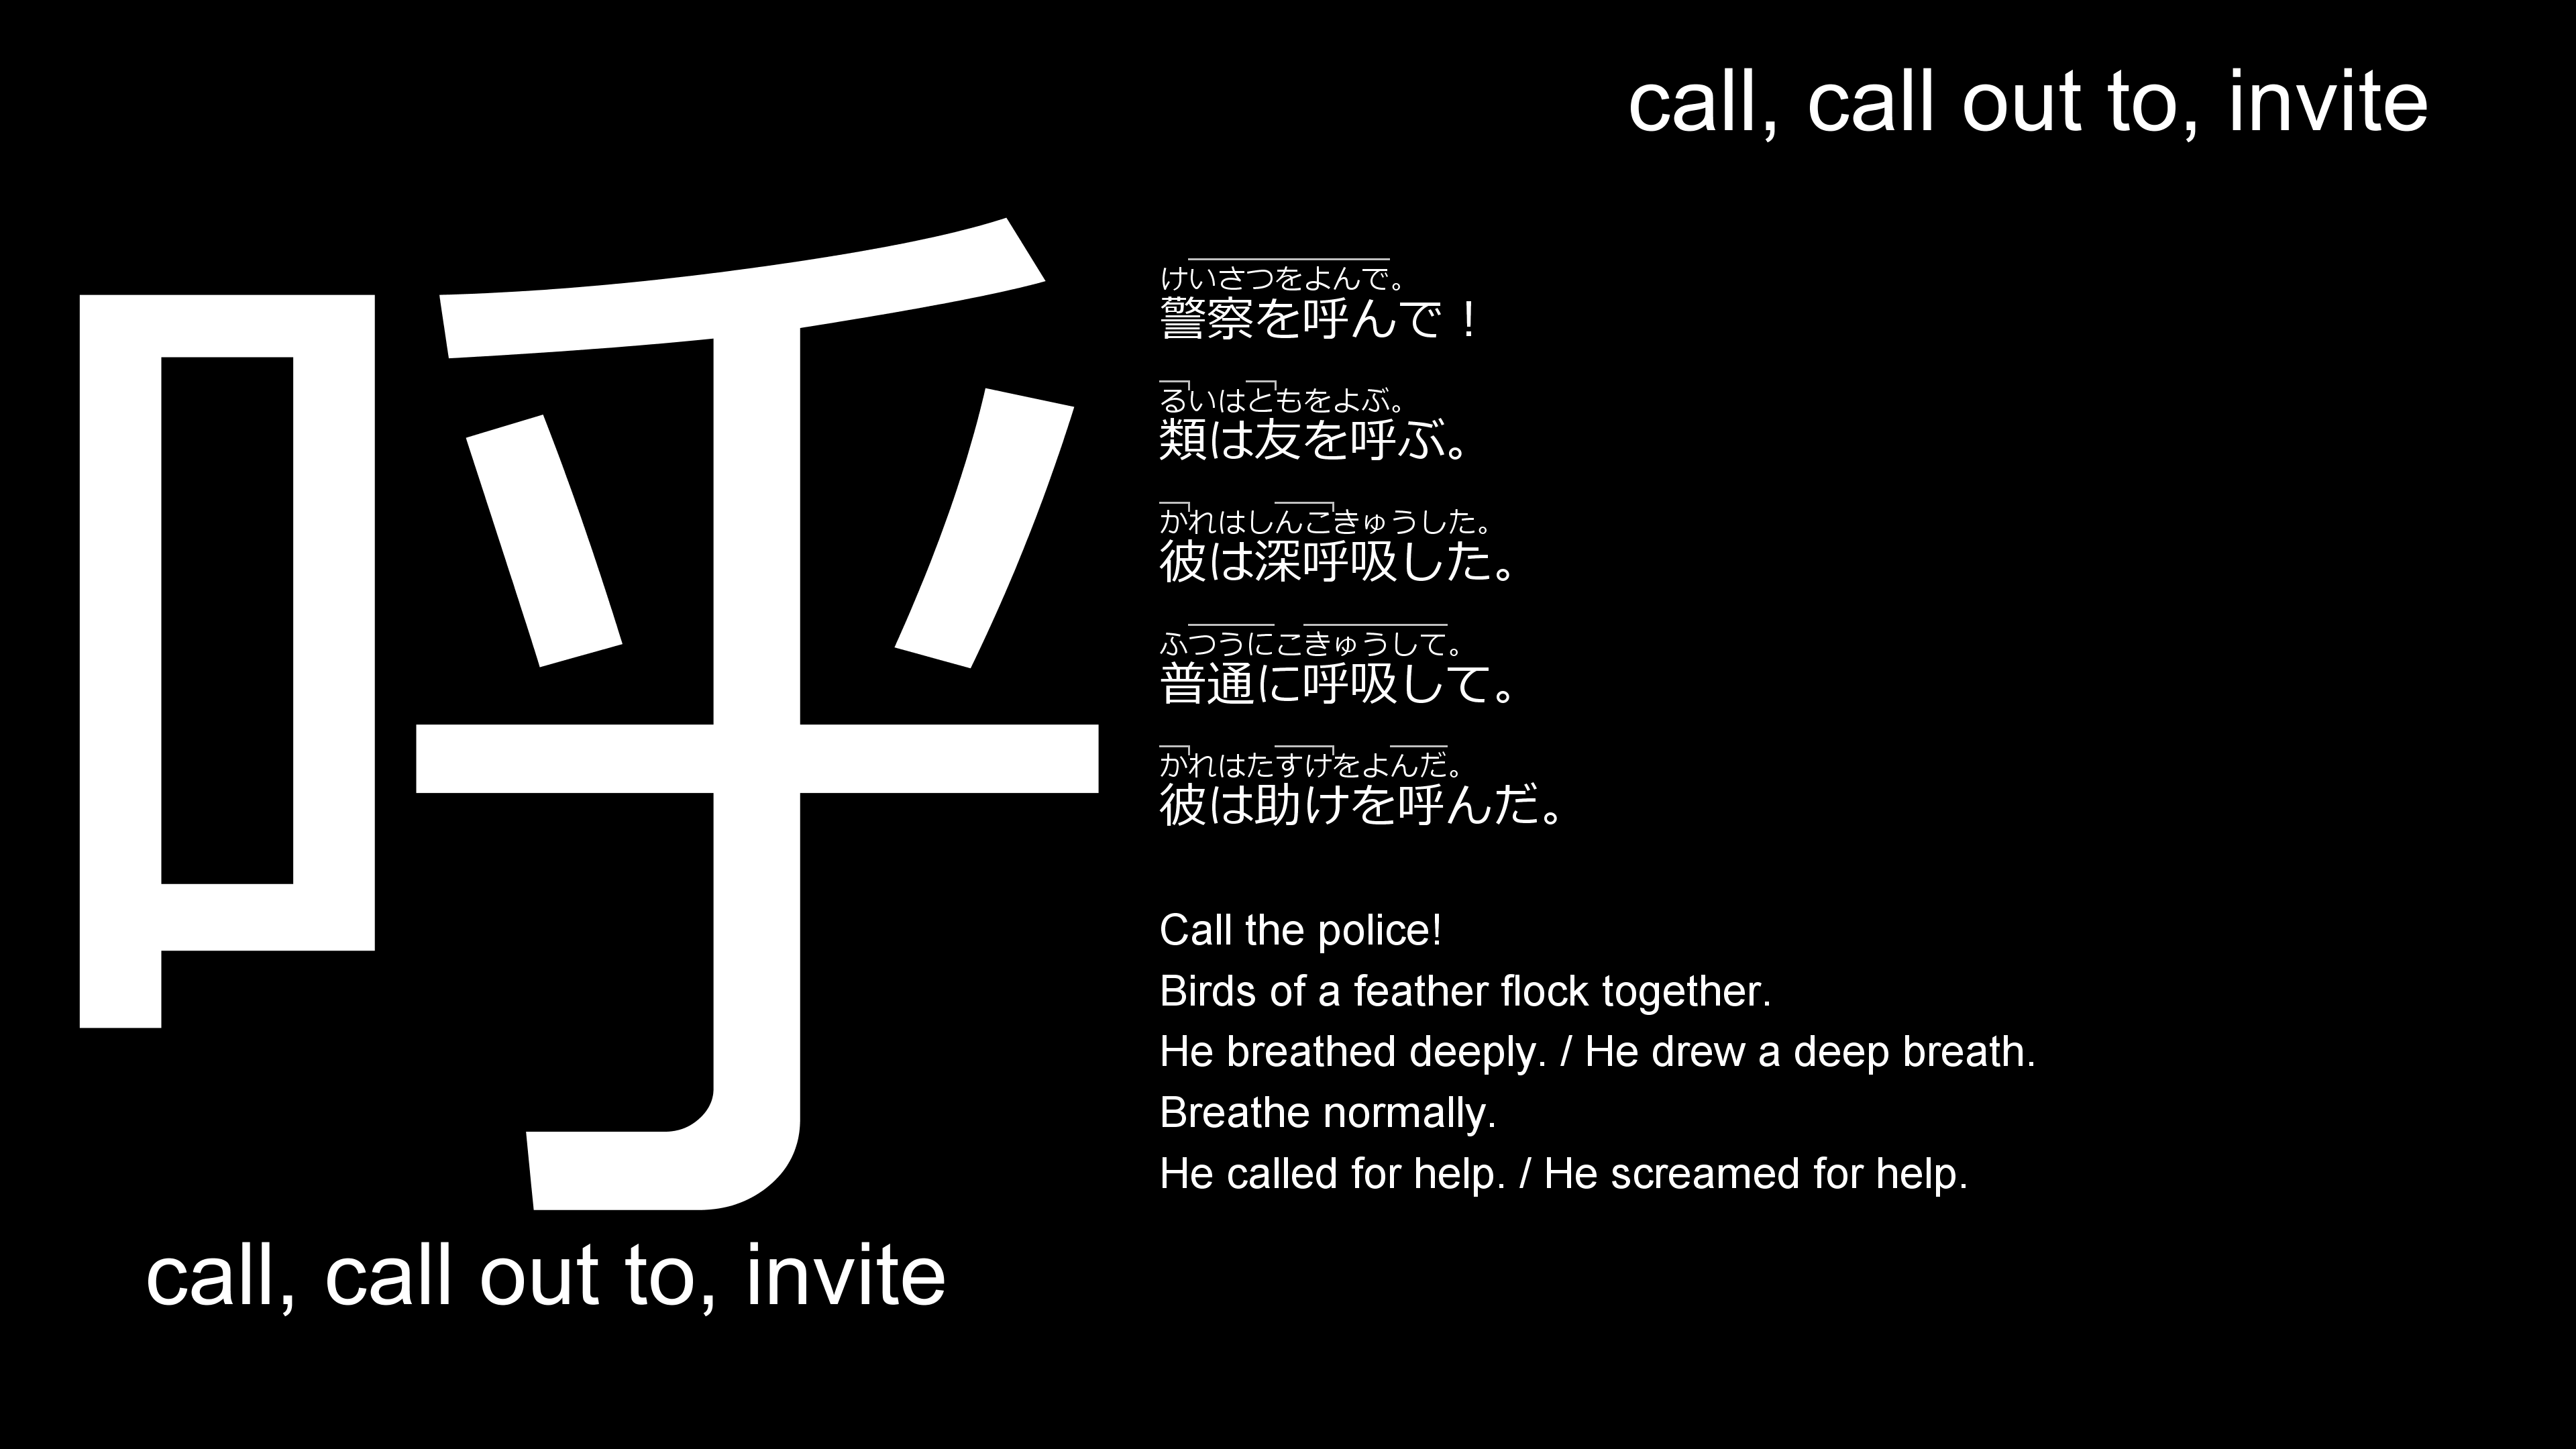 call, call out to, invite
呼
けいさつをよんで。
警察を呼んで！
るいはともをよぶ。
類は友を呼ぶ。
かれはしんこきゅうした。
彼は深呼吸した。
ふつうにこきゅうして。
普通に呼吸して。
かれはたすけをよんだ。
彼は助けを呼んだ。
Call the police!
Birds of a feather flock together.
He breathed deeply. / He drew a deep breath.
Breathe normally.
He called for help. / He screamed for help.
call, call out to, invite